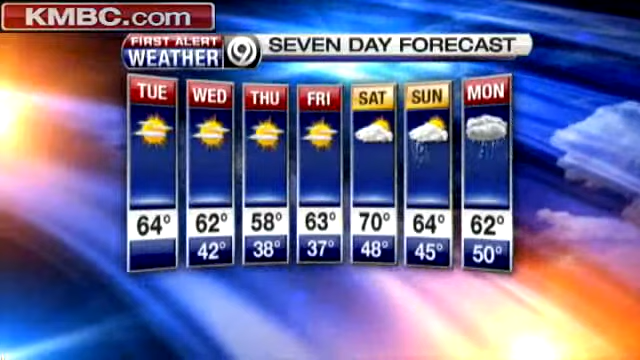 KMBC.com
FIRST ALERT
WEATHER 9
SEVEN DAY FORECAST
TUE WED THU FRI SAT SUN MON
64° 62° 58° 63° 70° 64° 62°
42° 38° 37° 48° 45° 50°